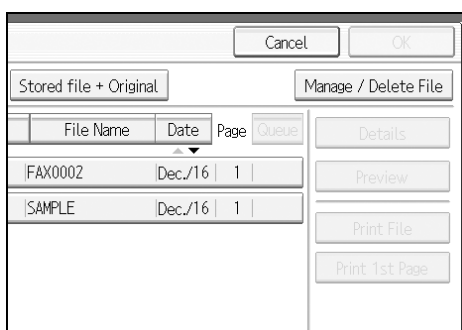 Cancel OK
Stored file + Original Manage / Delete File
File Name Date Page Queue Details
FAX0002 Dec./16 1 Preview
SAMPLE Dec./16 1
Print File
Print 1st Page